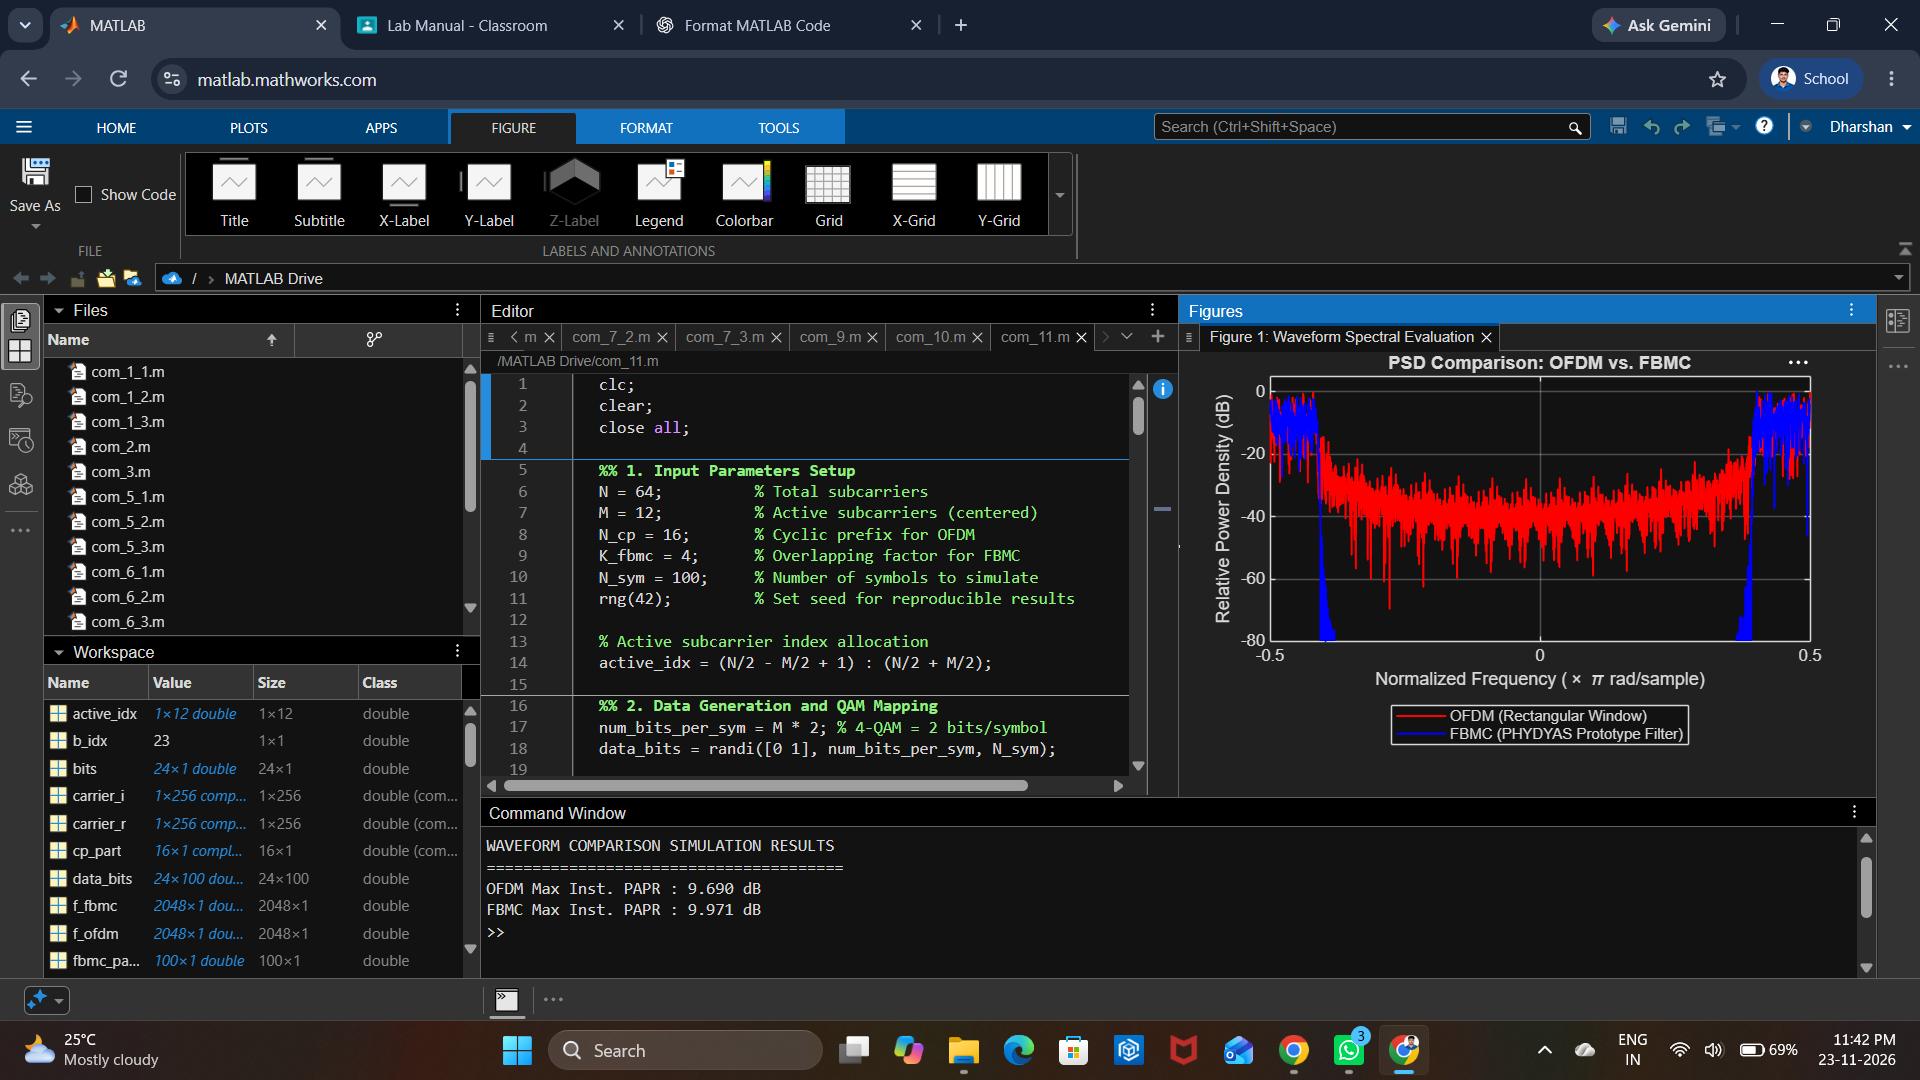 MATLAB
Lab Manual - Classroom
Format MATLAB Code
Ask Gemini
matlab.mathworks.com
School
HOME
PLOTS
APPS
FIGURE
FORMAT
TOOLS
Search (Ctrl+Shift+Space)
Dharshan
Save As
Show Code
Title
Subtitle
X-Label
Y-Label
Z-Label
Legend
Colorbar
Grid
X-Grid
Y-Grid
FILE
LABELS AND ANNOTATIONS
/ › MATLAB Drive
Files
Name
com_1_1.m
com_1_2.m
com_1_3.m
com_2.m
com_3.m
com_5_1.m
com_5_2.m
com_5_3.m
com_6_1.m
com_6_2.m
com_6_3.m
Workspace
Name Value Size Class
active_idx 1×12 double 1×12 double
b_idx 23 1×1 double
bits 24×1 double 24×1 double
carrier_i 1×256 comp... 1×256 double (com...
carrier_r 1×256 comp... 1×256 double (com...
cp_part 16×1 compl... 16×1 double (com...
data_bits 24×100 dou... 24×100 double
f_fbmc 2048×1 dou... 2048×1 double
f_ofdm 2048×1 dou... 2048×1 double
fbmc_pa... 100×1 double 100×1 double
Editor
m com_7_2.m com_7_3.m com_9.m com_10.m com_11.m
/MATLAB Drive/com_11.m
1 clc;
2 clear;
3 close all;
4
5 %% 1. Input Parameters Setup
6 N = 64; % Total subcarriers
7 M = 12; % Active subcarriers (centered)
8 N_cp = 16; % Cyclic prefix for OFDM
9 K_fbmc = 4; % Overlapping factor for FBMC
10 N_sym = 100; % Number of symbols to simulate
11 rng(42); % Set seed for reproducible results
12
13 % Active subcarrier index allocation
14 active_idx = (N/2 - M/2 + 1) : (N/2 + M/2);
15
16 %% 2. Data Generation and QAM Mapping
17 num_bits_per_sym = M * 2; % 4-QAM = 2 bits/symbol
18 data_bits = randi([0 1], num_bits_per_sym, N_sym);
19
Figures
Figure 1: Waveform Spectral Evaluation
PSD Comparison: OFDM vs. FBMC
Relative Power Density (dB)
0
-20
-40
-60
-80
-0.5 0 0.5
Normalized Frequency ( × π rad/sample)
OFDM (Rectangular Window)
FBMC (PHYDYAS Prototype Filter)
Command Window
WAVEFORM COMPARISON SIMULATION RESULTS
=======================================
OFDM Max Inst. PAPR : 9.690 dB
FBMC Max Inst. PAPR : 9.971 dB
>>
25°C
Mostly cloudy
Search
3
ENG
IN
69%
11:42 PM
23-11-2026